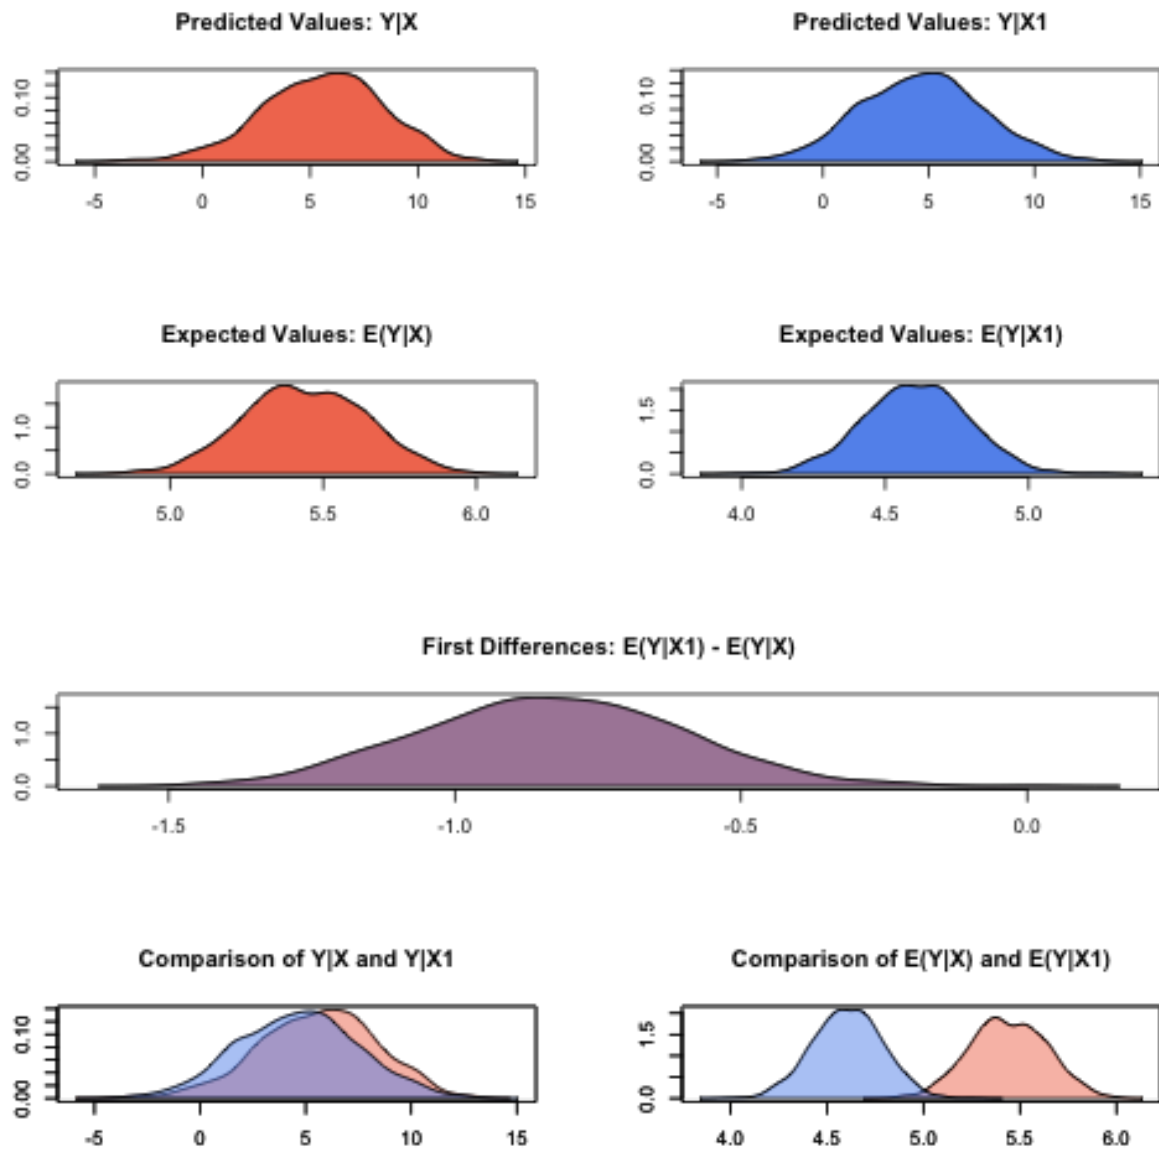 Predicted Values: Y|X
Predicted Values: Y|X1
0.00 0.10
-5 0 5 10 15
0.00 0.10
-5 0 5 10 15
Expected Values: E(Y|X)
Expected Values: E(Y|X1)
0.0 1.0
5.0 5.5 6.0
0.0 1.5
4.0 4.5 5.0
First Differences: E(Y|X1) - E(Y|X)
0.0 1.0
-1.5 -1.0 -0.5 0.0
Comparison of Y|X and Y|X1
Comparison of E(Y|X) and E(Y|X1)
0.00 0.10
-5 0 5 10 15
0.0 1.5
4.0 4.5 5.0 5.5 6.0